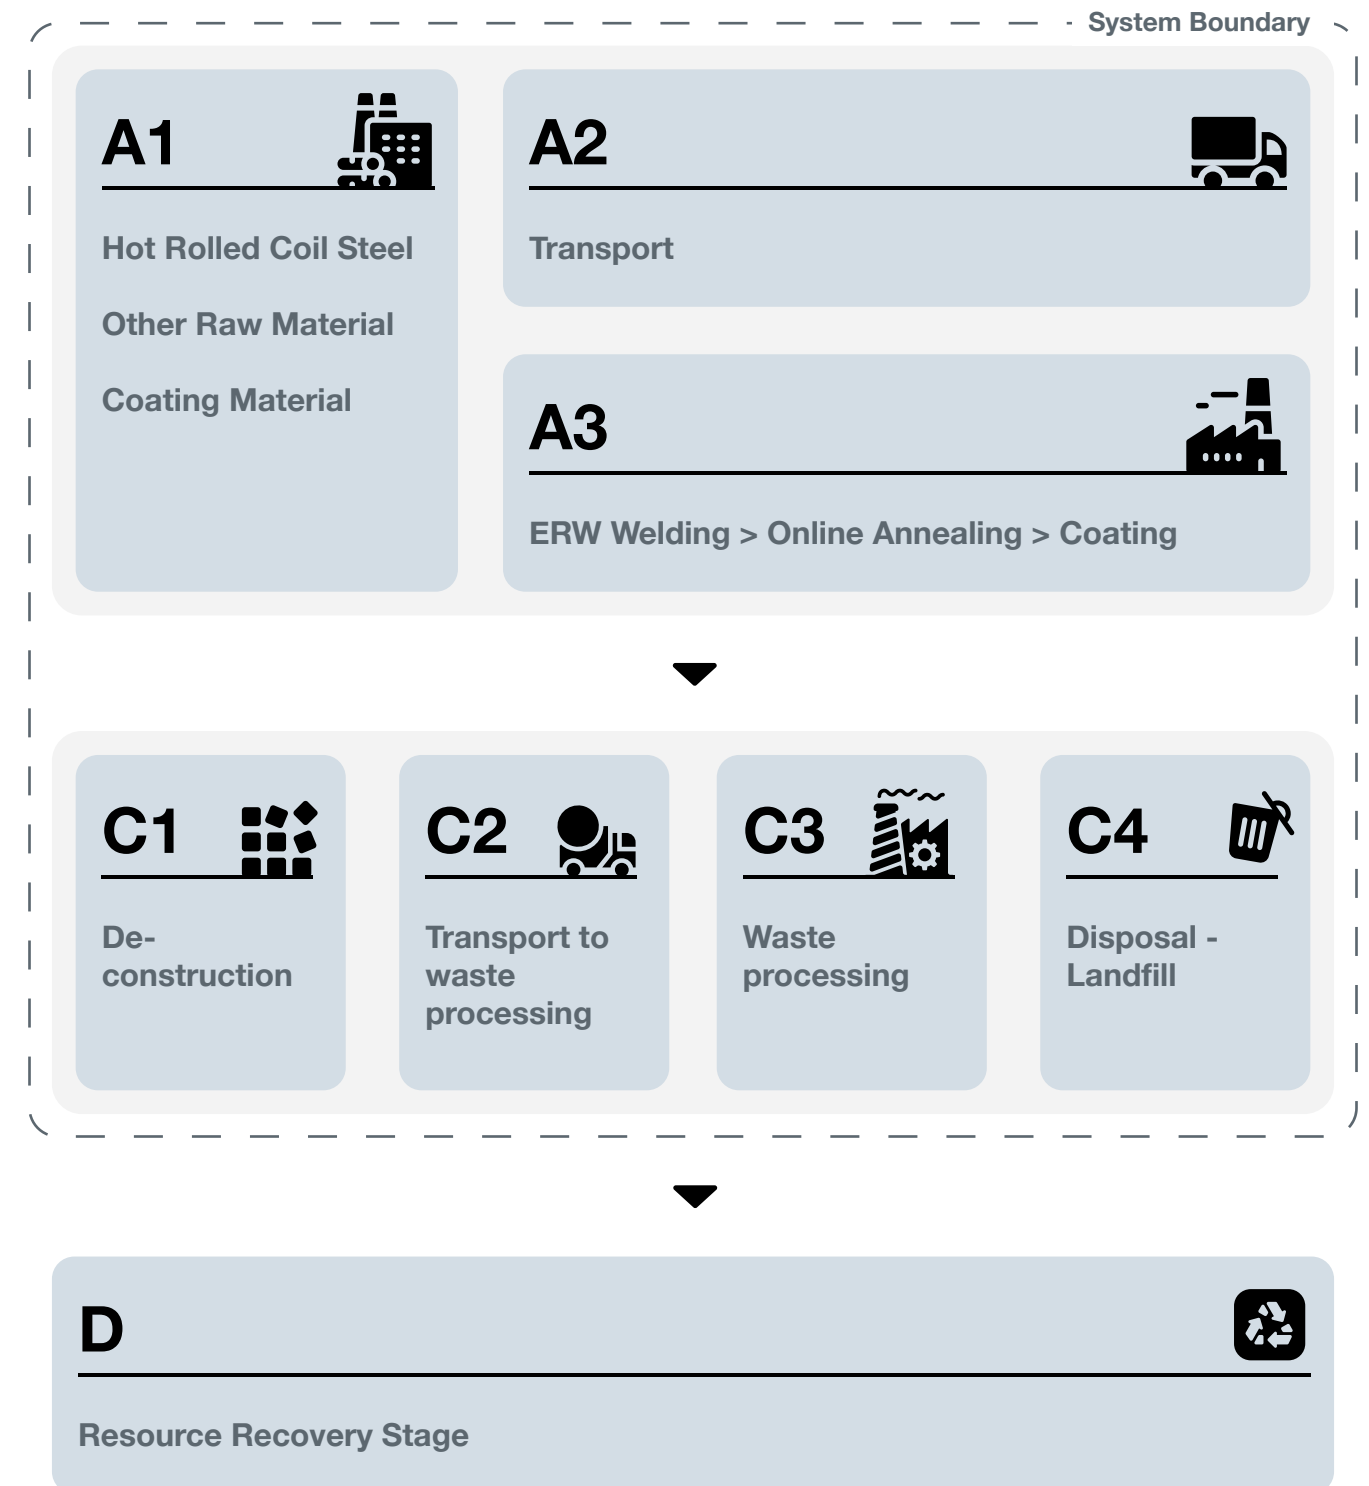 System Boundary
A1
Hot Rolled Coil Steel
Other Raw Material
Coating Material
A2
Transport
A3
ERW Welding > Online Annealing > Coating
C1
De-
construction
C2
Transport to
waste
processing
C3
Waste
processing
C4
Disposal -
Landfill
D
Resource Recovery Stage